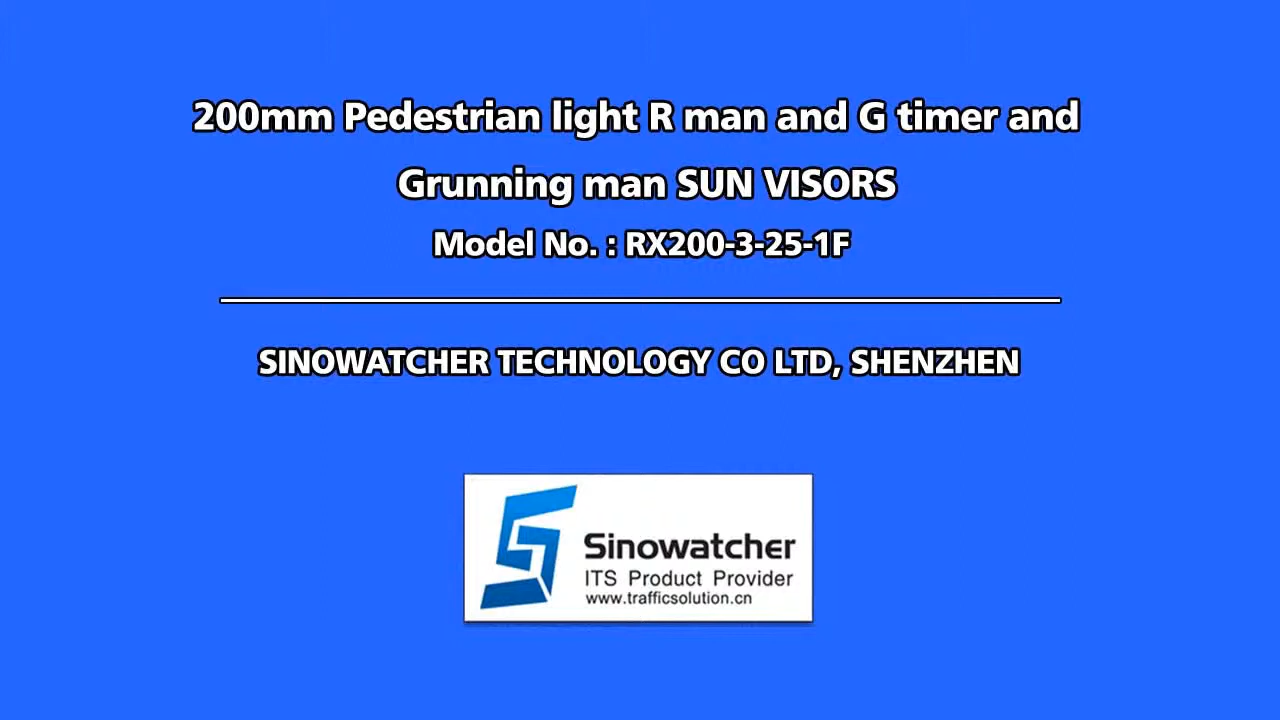 200mm Pedestrian light R man and G timer and
Grunning man SUN VISORS
Model No. : RX200-3-25-1F
SINOWATCHER TECHNOLOGY CO LTD, SHENZHEN
Sinowatcher
ITS Product Provider
www.trafficsolution.cn